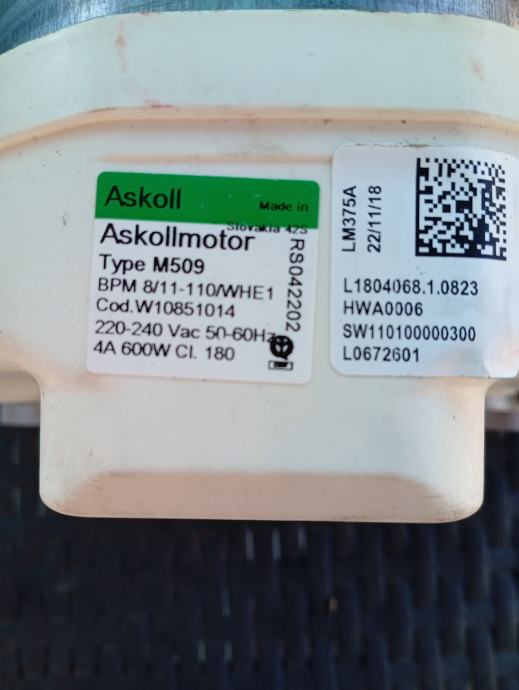 Askoll
Made in
Slovakia 42S
Askollmotor
Type M509
BPM 8/11-110/WHE1
Cod.W10851014
220-240 Vac 50-60Hz
4A 600W Cl. 180
RS042202
LM375A
22/11/18
L1804068.1.0823
HWA0006
SW110100000300
L0672601